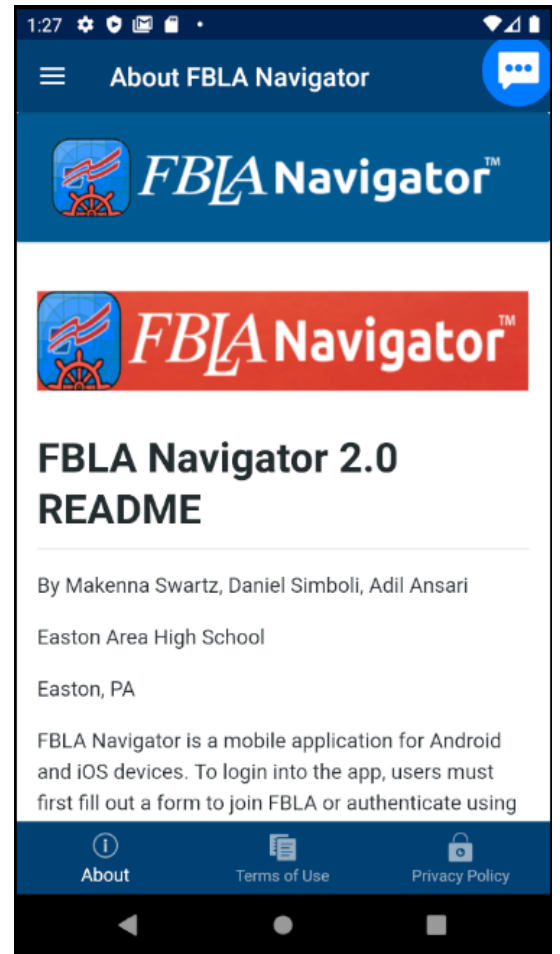 1:27
About FBLA Navigator
FBLA Navigator™
FBLA Navigator™
FBLA Navigator 2.0
README
By Makenna Swartz, Daniel Simboli, Adil Ansari
Easton Area High School
Easton, PA
FBLA Navigator is a mobile application for Android
and iOS devices. To login into the app, users must
first fill out a form to join FBLA or authenticate using
About
Terms of Use
Privacy Policy